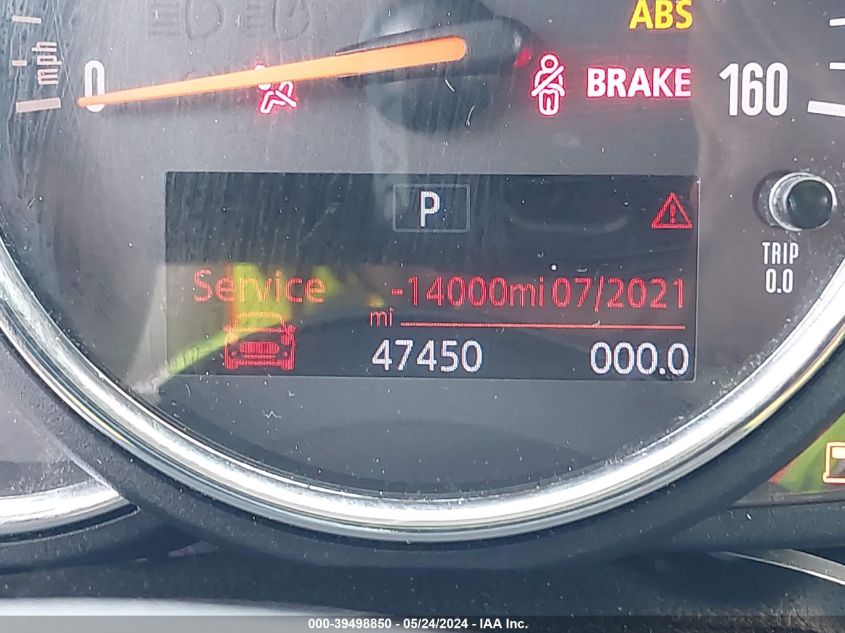 ABS
mph
0
BRAKE
160
P
TRIP
0.0
Service -14000mi 07/2021
mi
47450 000.0
000-39498850 - 05/24/2024 - IAA Inc.